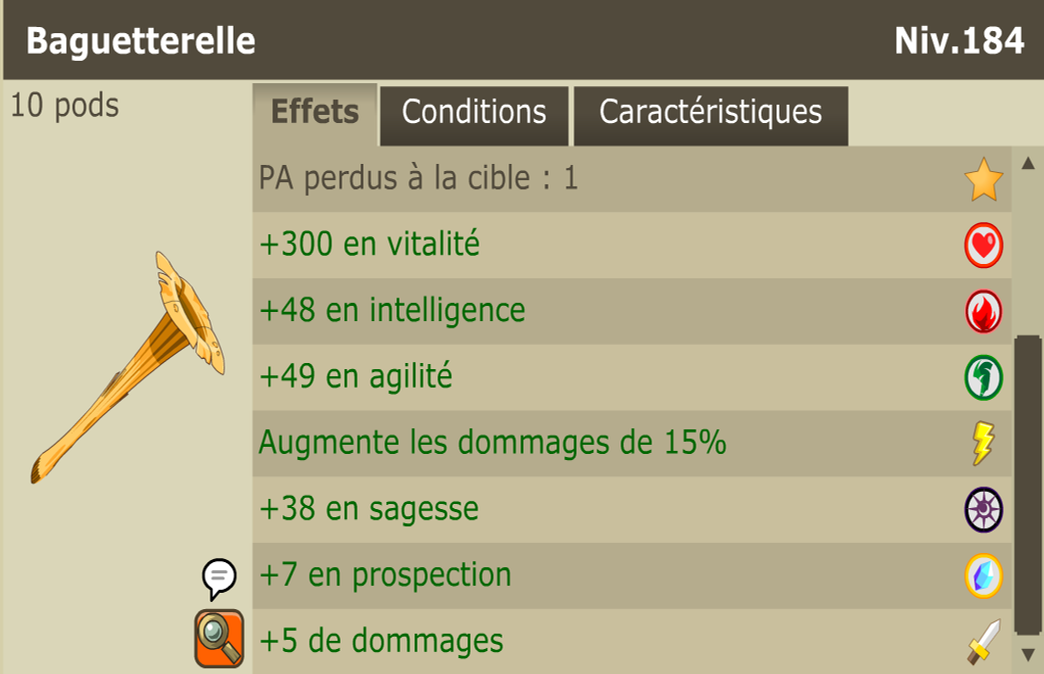 Baguetterelle
Niv.184
10 pods
Effets
Conditions
Caractéristiques
PA perdus à la cible : 1
+300 en vitalité
+48 en intelligence
+49 en agilité
Augmente les dommages de 15%
+38 en sagesse
+7 en prospection
+5 de dommages